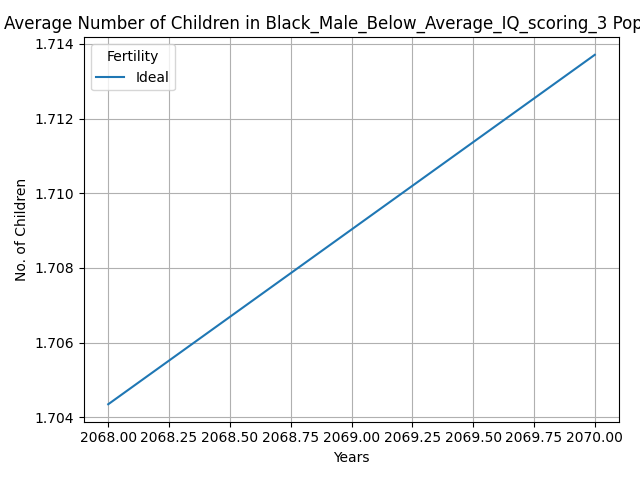 Average Number of Children in Black_Male_Below_Average_IQ_scoring_3 Pop
1.714
1.712
1.710
1.708
1.706
1.704
No. of Children
Fertility
Ideal
2068.00 2068.25 2068.50 2068.75 2069.00 2069.25 2069.50 2069.75 2070.00
Years